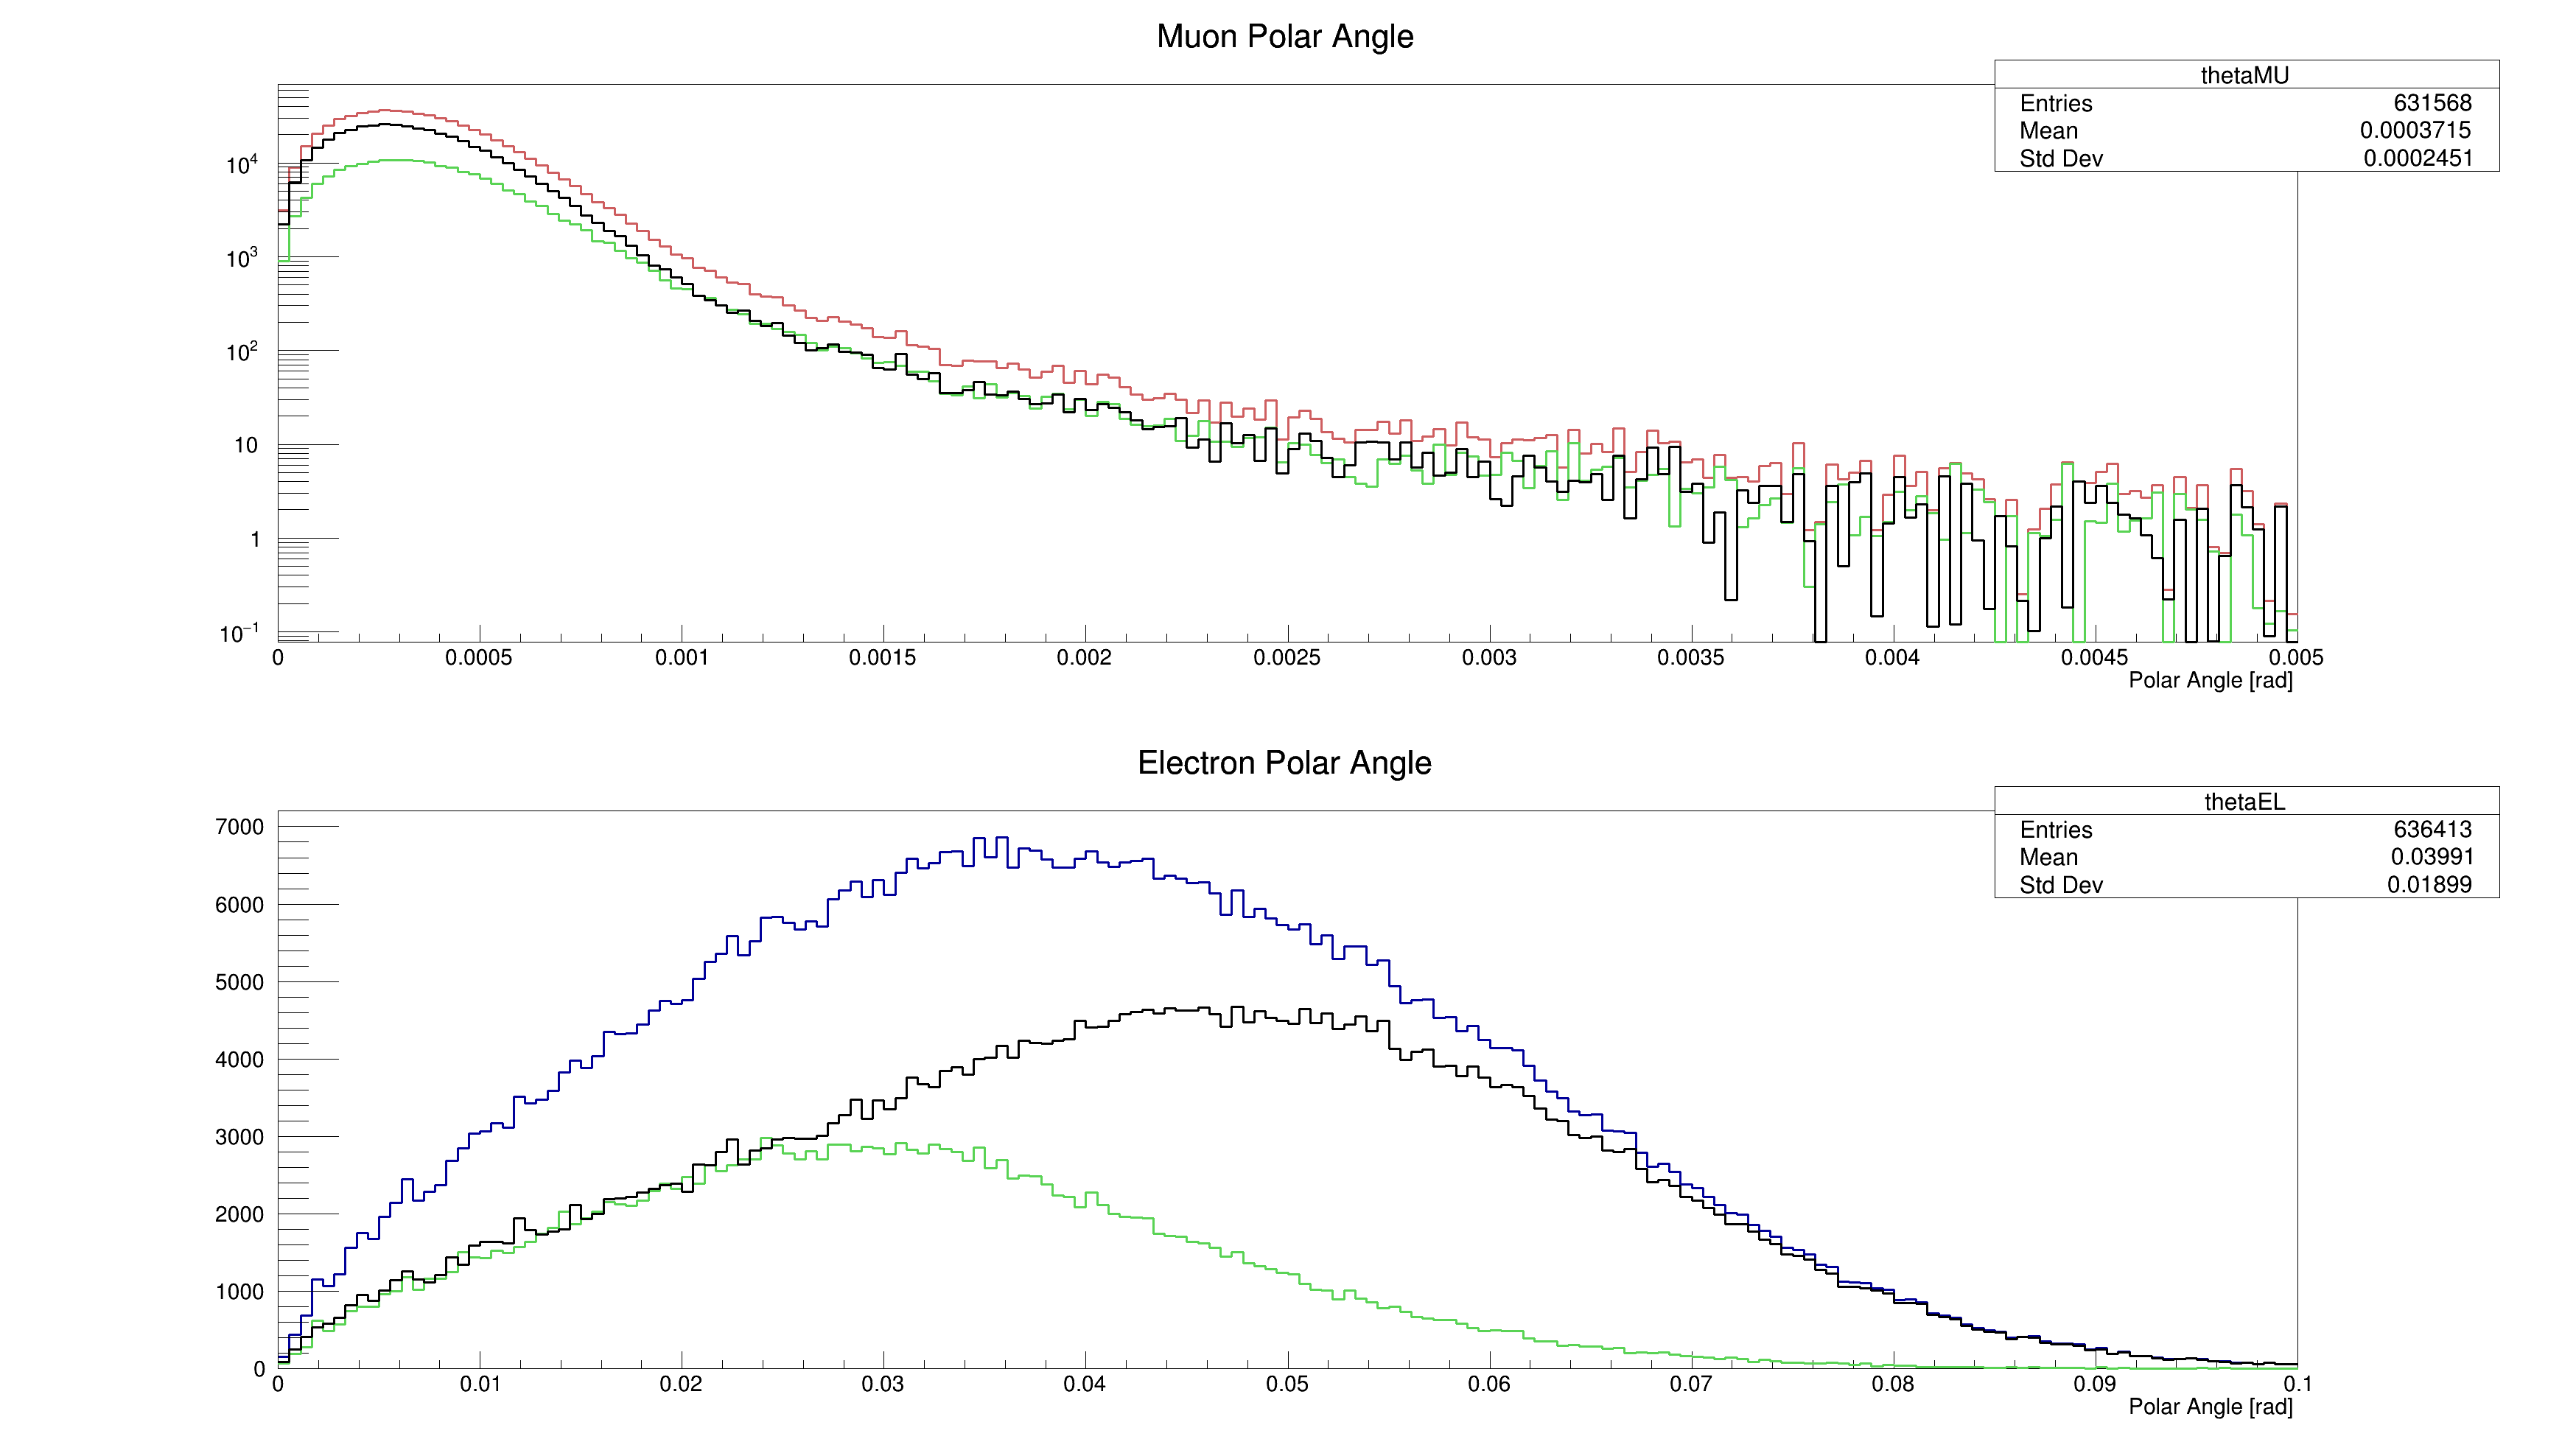 Muon Polar Angle
thetaMU
Entries 631568
Mean 0.0003715
Std Dev 0.0002451
10⁴
10³
10²
10
1
10⁻¹
0 0.0005 0.001 0.0015 0.002 0.0025 0.003 0.0035 0.004 0.0045 0.005
Polar Angle [rad]
Electron Polar Angle
thetaEL
Entries 636413
Mean 0.03991
Std Dev 0.01899
7000
6000
5000
4000
3000
2000
1000
0
0 0.01 0.02 0.03 0.04 0.05 0.06 0.07 0.08 0.09 0.1
Polar Angle [rad]